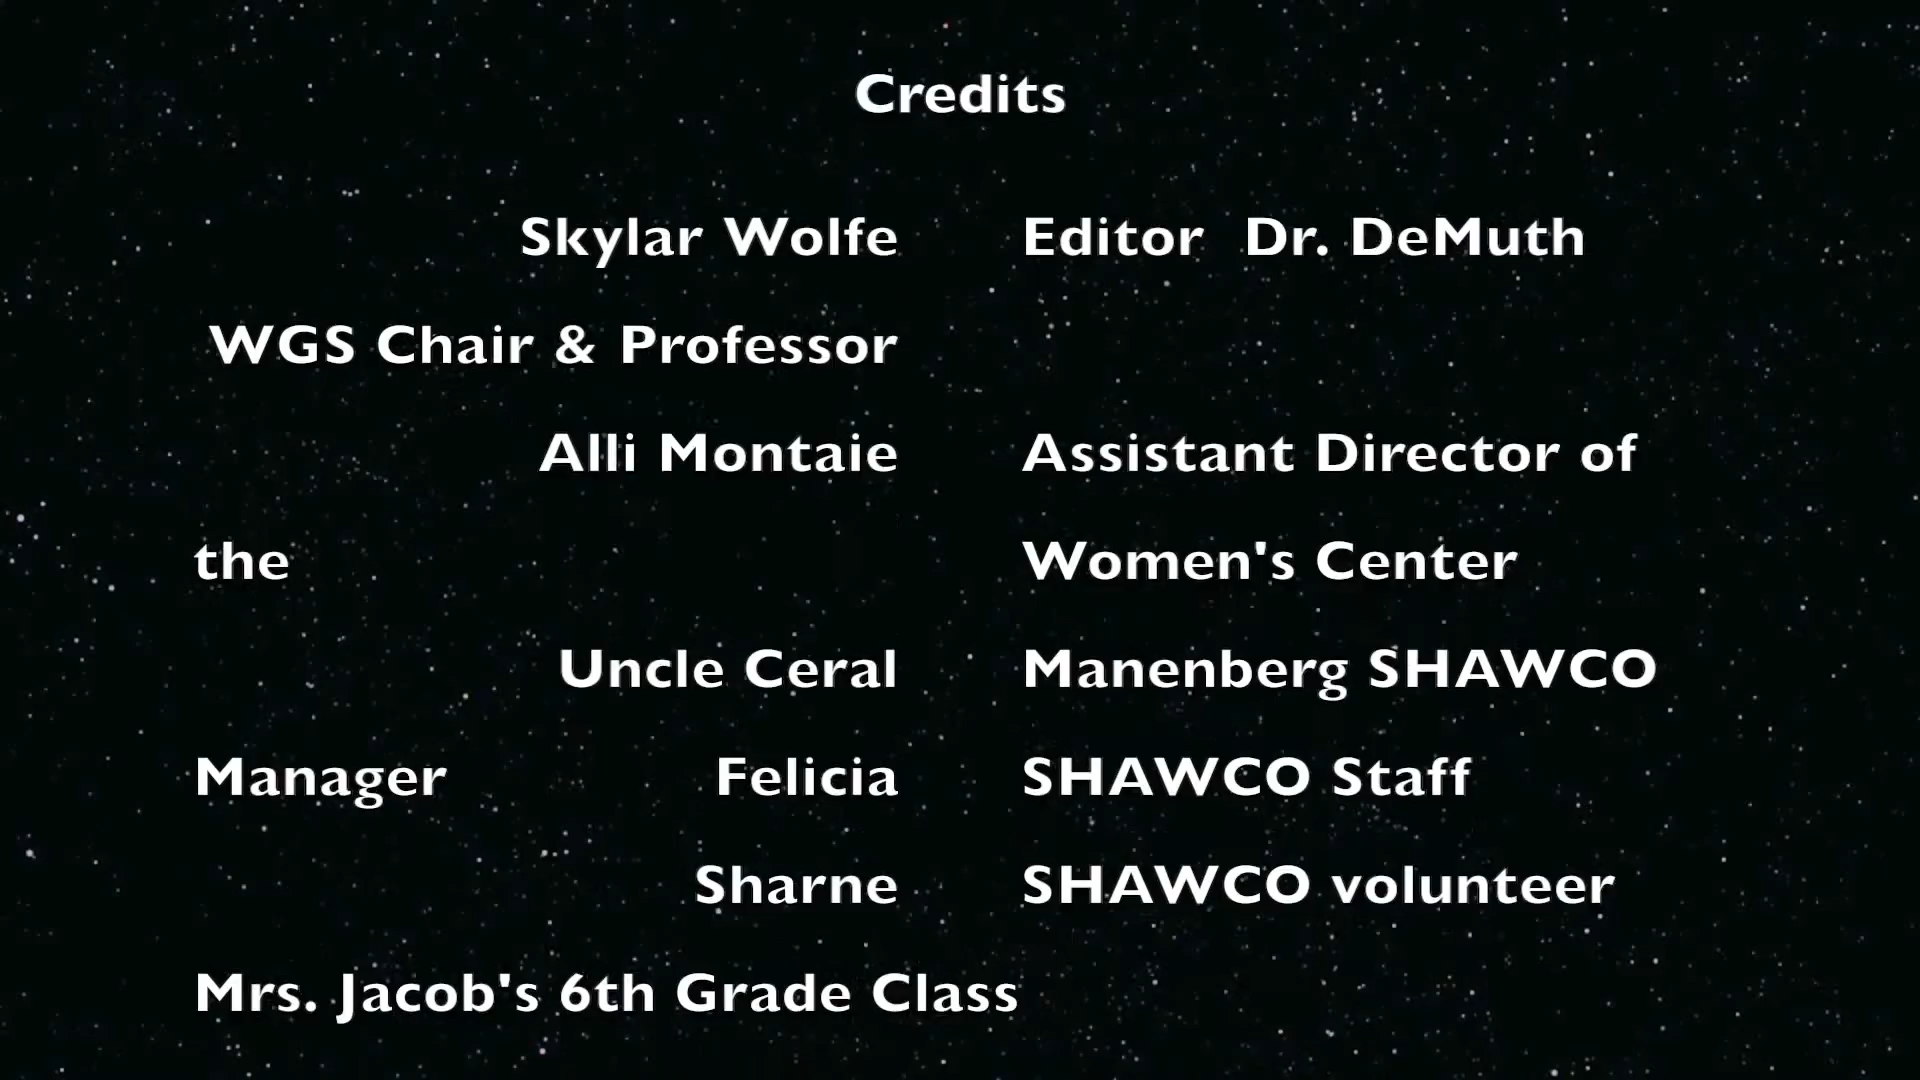 Credits
Skylar Wolfe Editor Dr. DeMuth
WGS Chair & Professor
Alli Montaie Assistant Director of
the Women's Center
Uncle Ceral Manenberg SHAWCO
Manager Felicia SHAWCO Staff
Sharne SHAWCO volunteer
Mrs. Jacob's 6th Grade Class